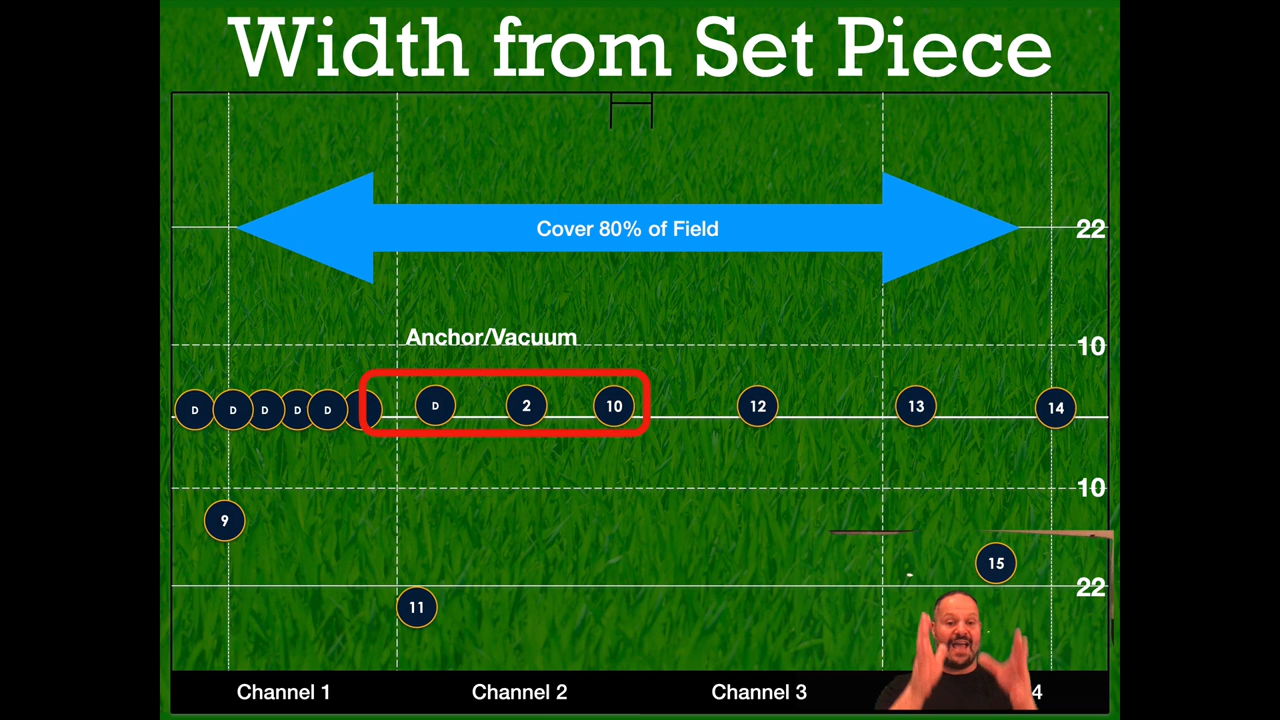 Width from Set Piece
Cover 80% of Field
22
Anchor/Vacuum
10
D D D D D D 2 10 12 13 14
10
9
15
22
11
Channel 1 Channel 2 Channel 3 4